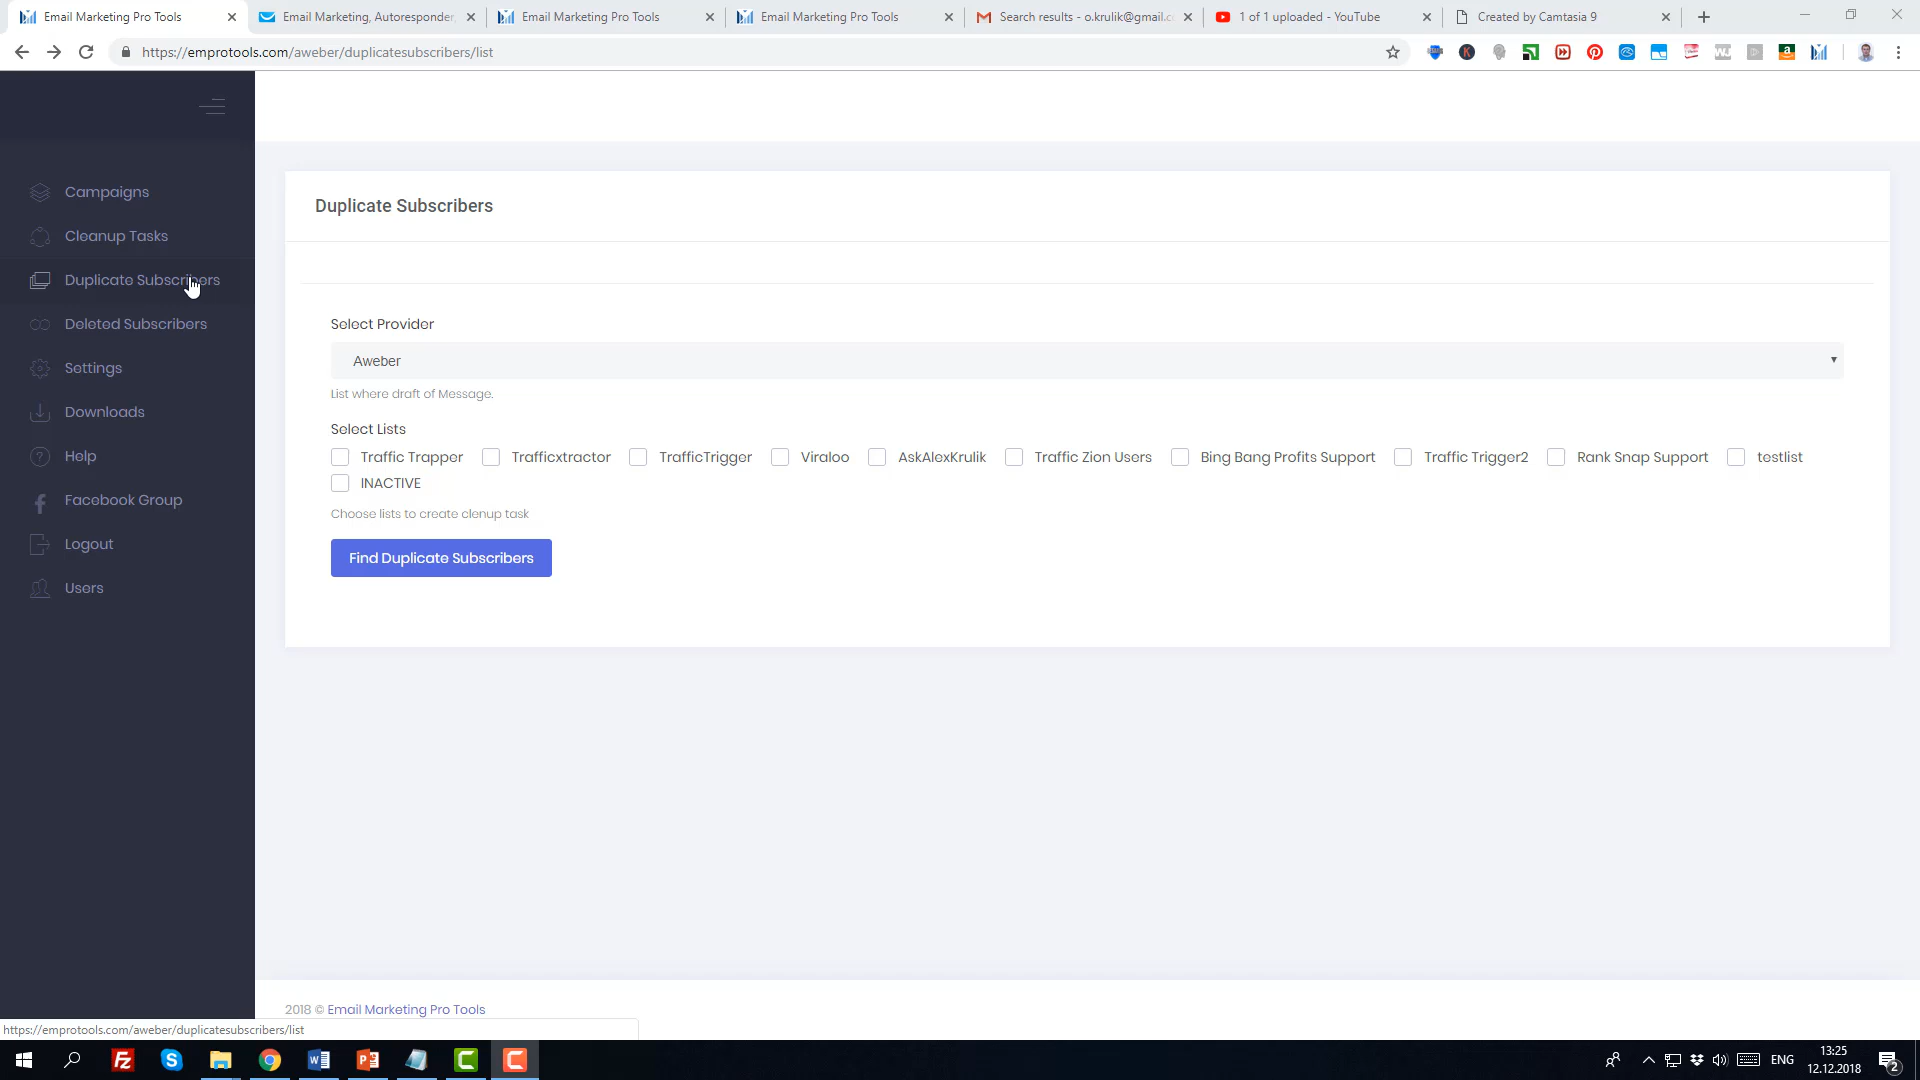 Email Marketing Pro Tools
Email Marketing, Autoresponder,
Email Marketing Pro Tools
Email Marketing Pro Tools
Search results - o.krulik@gmail.c
1 of 1 uploaded - YouTube
Created by Camtasia 9
https://emprotools.com/aweber/duplicatesubscribers/list
Campaigns
Cleanup Tasks
Duplicate Subscribers
Deleted Subscribers
Settings
Downloads
Help
Facebook Group
Logout
Users
Duplicate Subscribers
Select Provider
Aweber
List where draft of Message.
Select Lists
Traffic Trapper Trafficxtractor TrafficTrigger Viraloo AskAlexKrulik Traffic Zion Users Bing Bang Profits Support Traffic Trigger2 Rank Snap Support testlist
INACTIVE
Choose lists to create clenup task
Find Duplicate Subscribers
2018 © Email Marketing Pro Tools
https://emprotools.com/aweber/duplicatesubscribers/list
ENG
13:25
12.12.2018
2